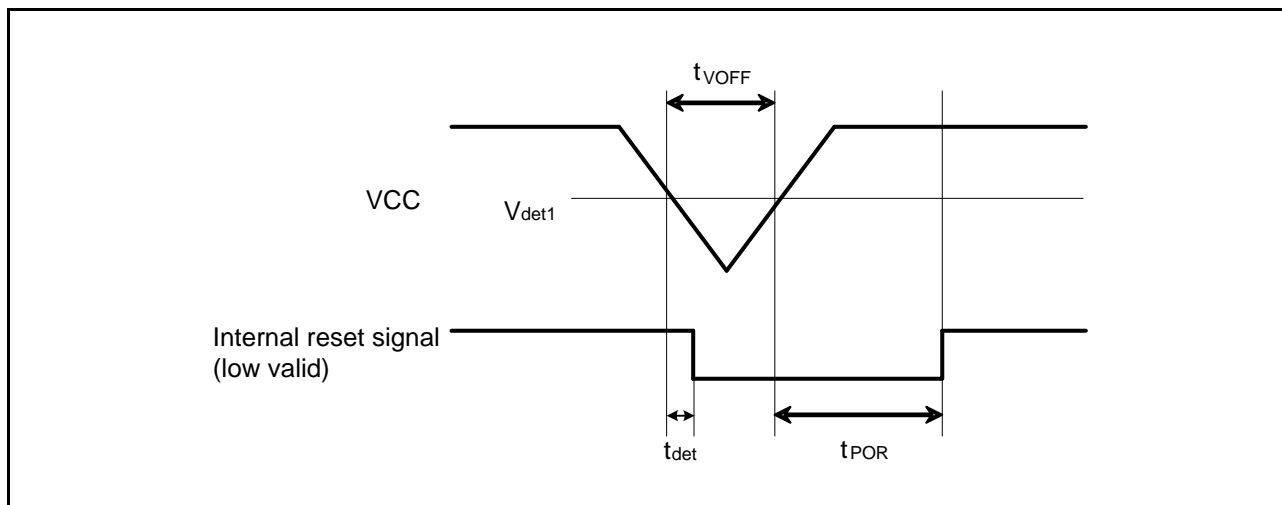 tVOFF
VCC
Vdet1
Internal reset signal
(low valid)
tdet
tPOR